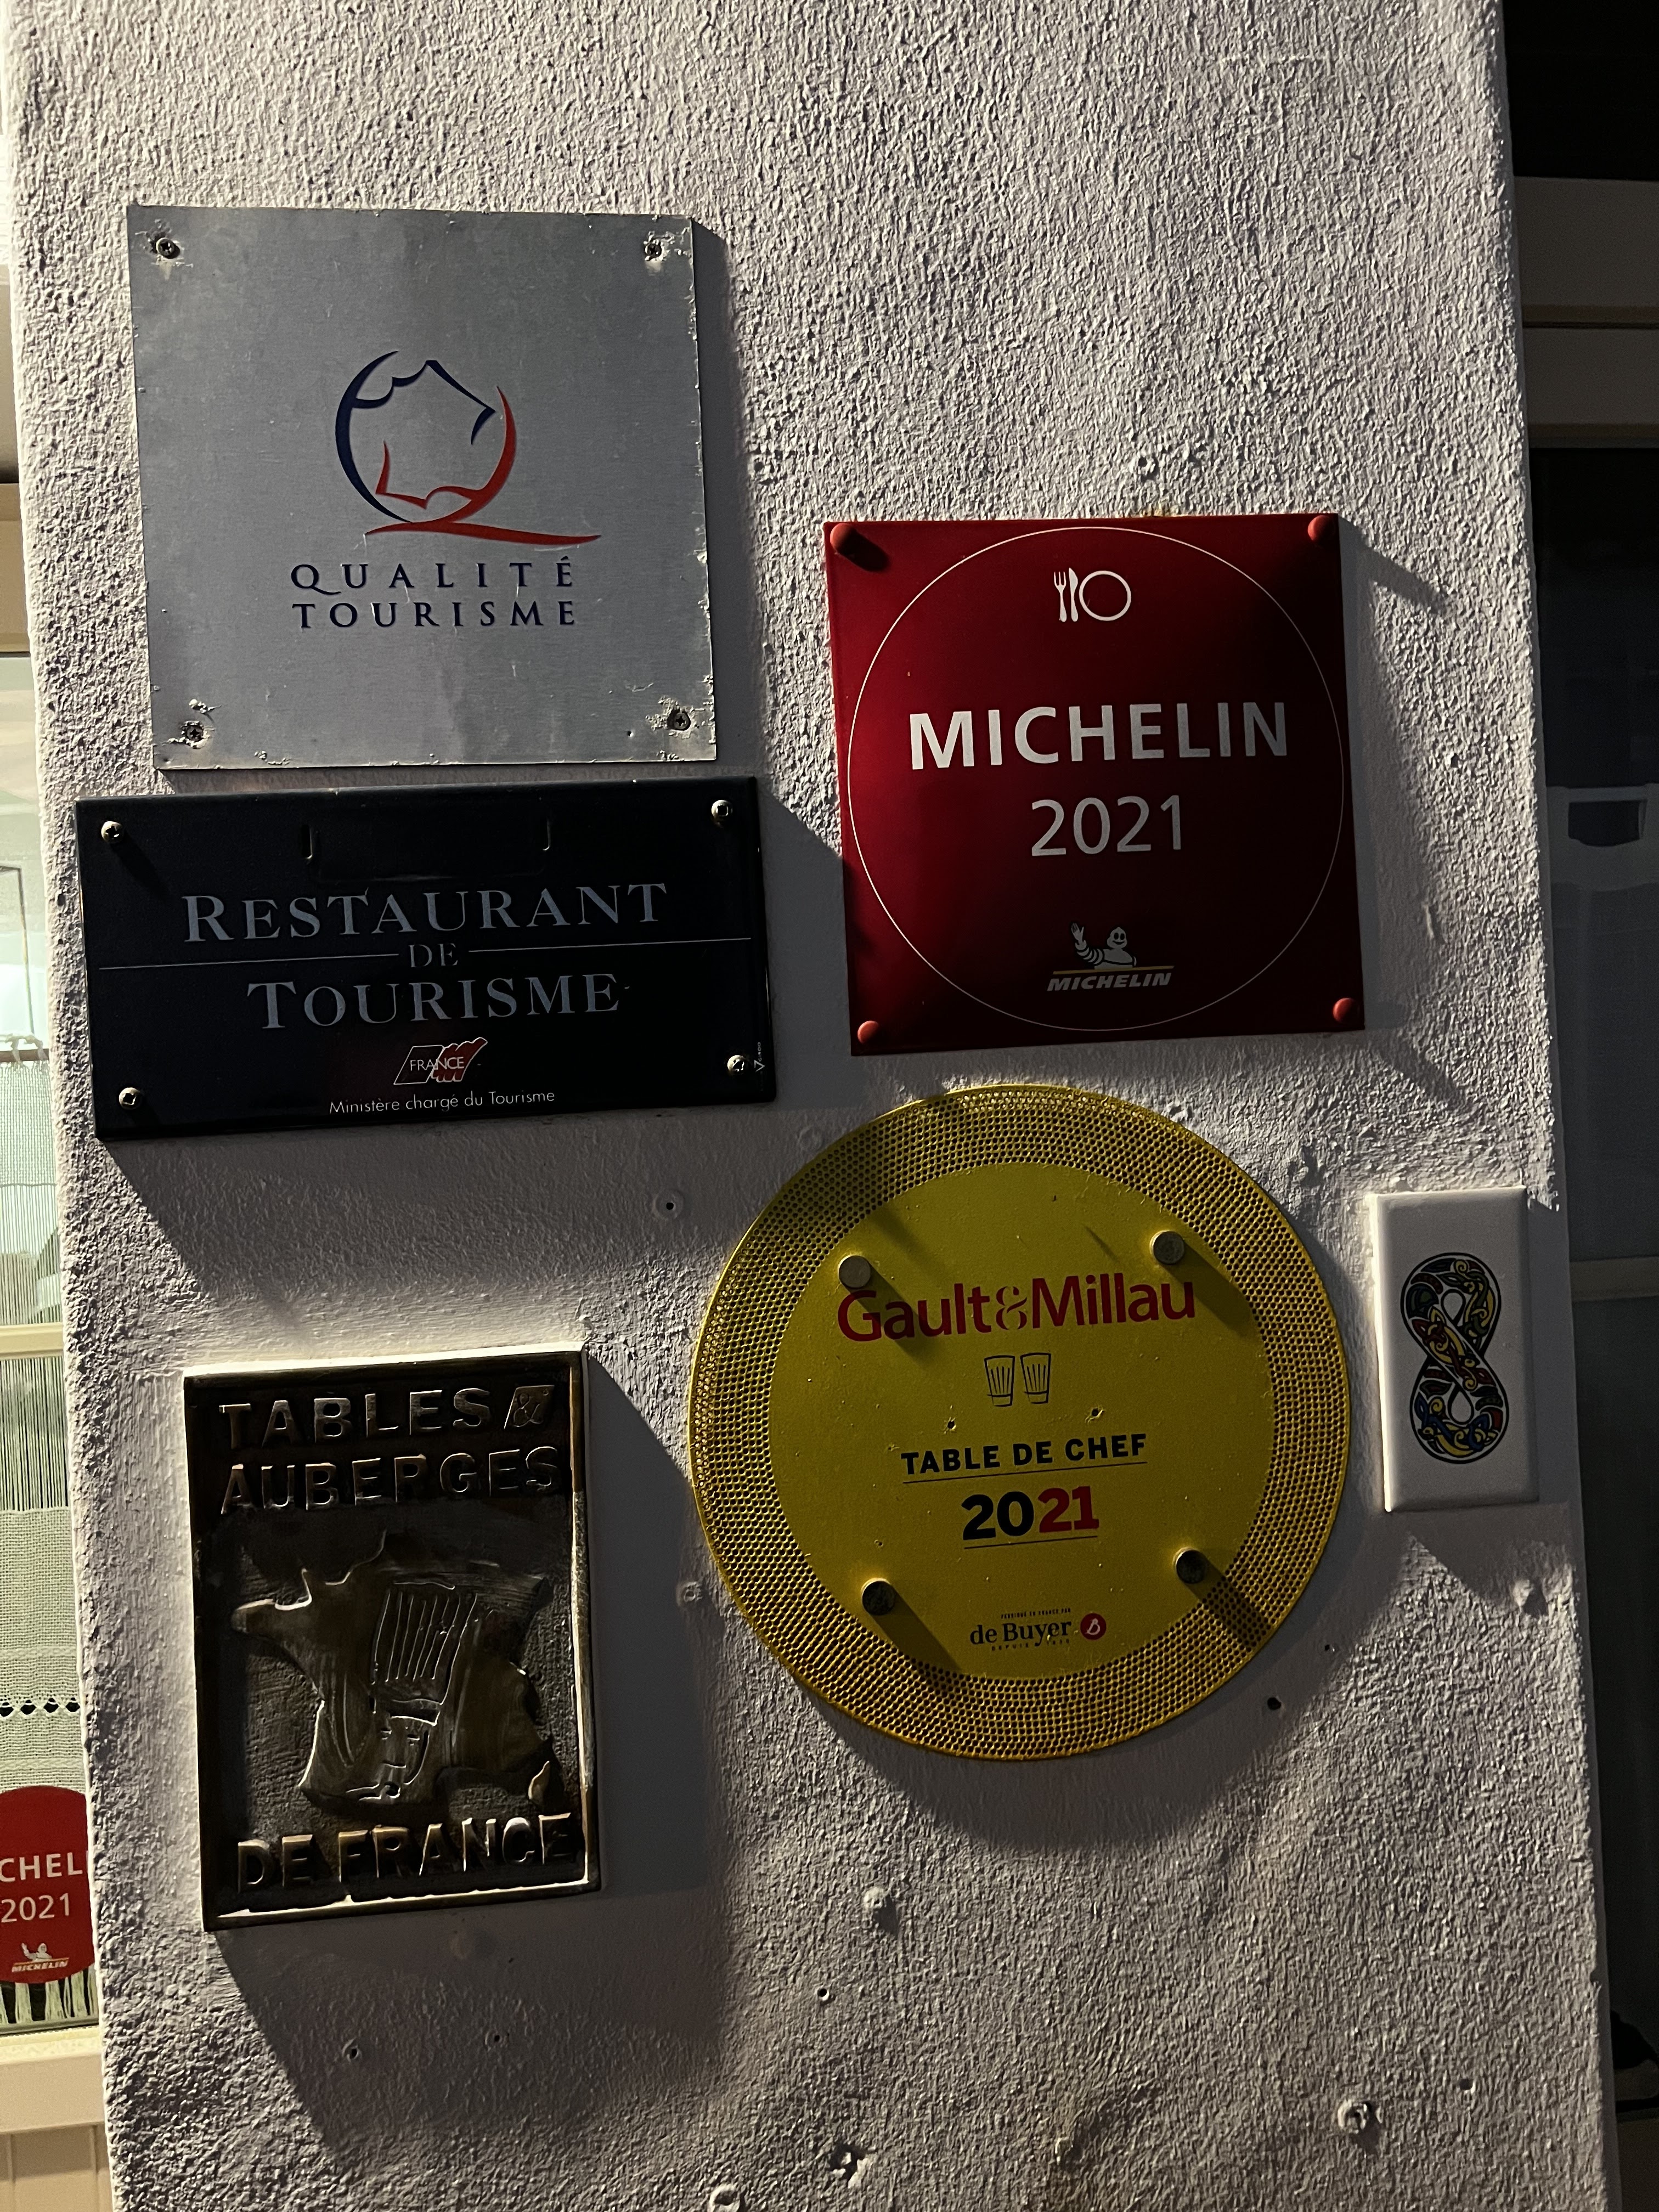 QUALITÉ
TOURISME
MICHELIN
2021
MICHELIN
RESTAURANT
DE
TOURISME
FRANCE
Ministère chargé du Tourisme
Gault&Millau
TABLE DE CHEF
2021
de Buyer
8
TABLES &
AUBERGES
DE FRANCE
CHEL
2021
MICHELIN